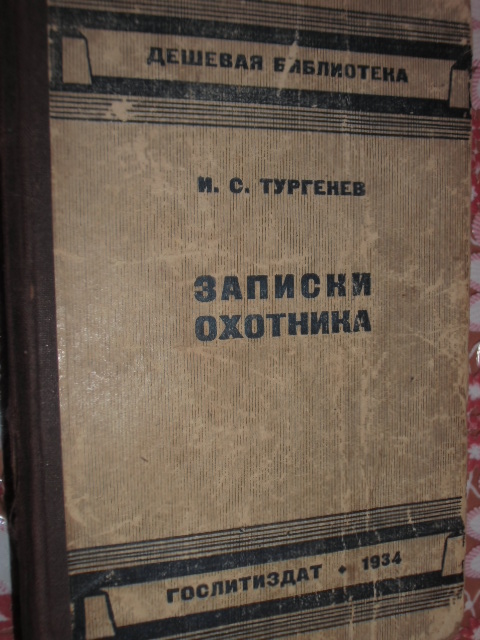 ДЕШЕВАЯ БИБЛИОТЕКА
И. С. ТУРГЕНЕВ
ЗАПИСКИ
ОХОТНИКА
ГОСЛИТИЗДАТ • 1934